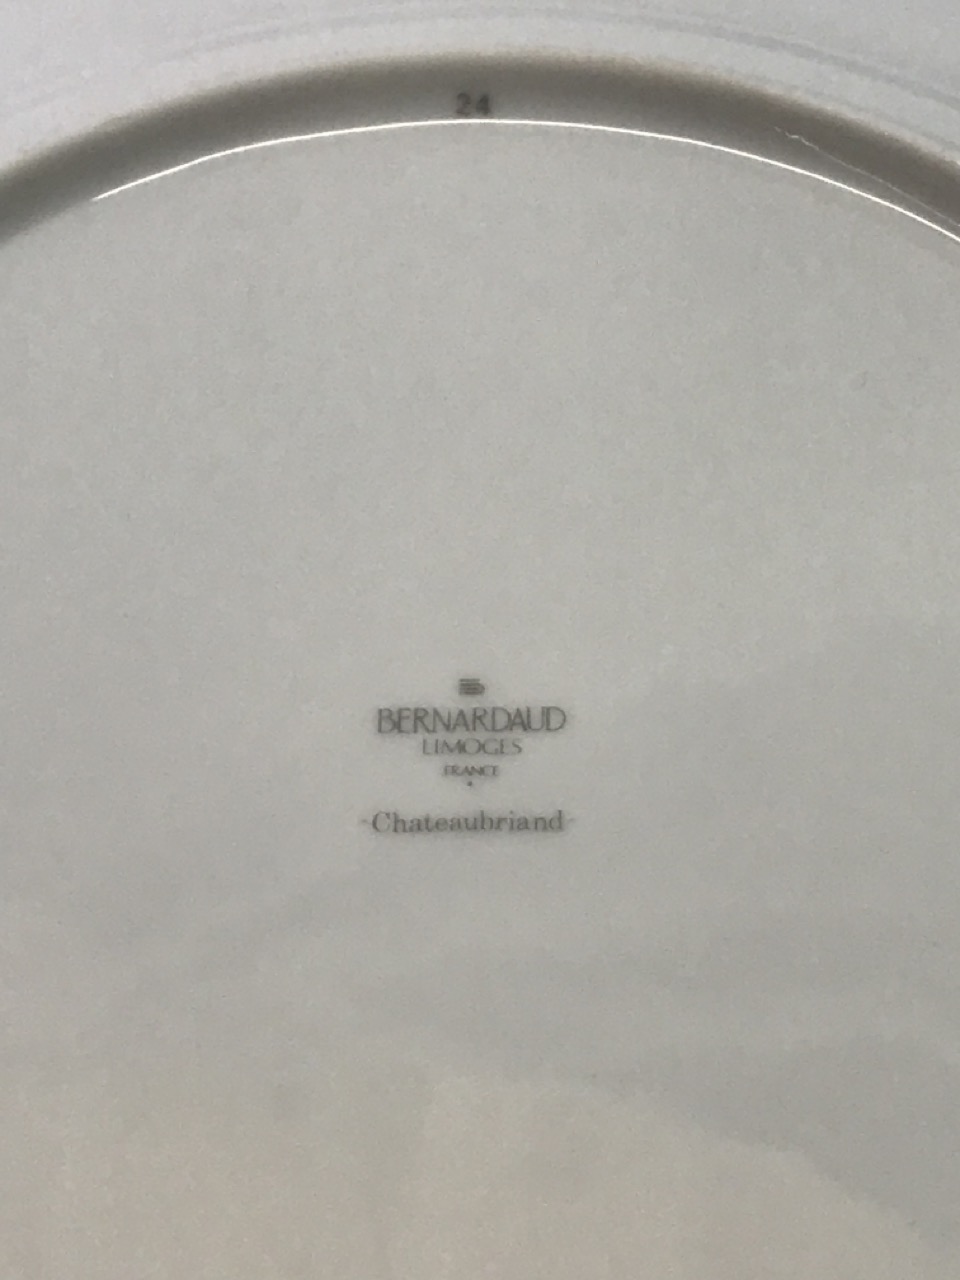 24
BERNARDAUD
LIMOGES
FRANCE
-Chateaubriand-